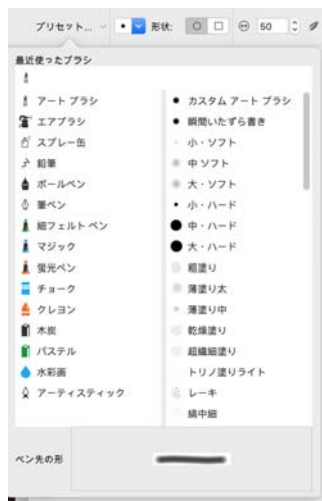 プリセット...
形状:
50
最近使ったブラシ
アート ブラシ
エアブラシ
スプレー缶
鉛筆
ボールペン
筆ペン
細フェルト ペン
マジック
蛍光ペン
チョーク
クレヨン
木炭
パステル
水彩画
アーティスティック
カスタム アート ブラシ
瞬間いたずら書き
小・ソフト
中 ソフト
大・ソフト
小・ハード
中・ハード
大・ハード
粗塗り
薄塗り太
薄塗り中
乾燥塗り
超繊細塗り
トリノ塗りライト
レーキ
縞中細
ペン先の形